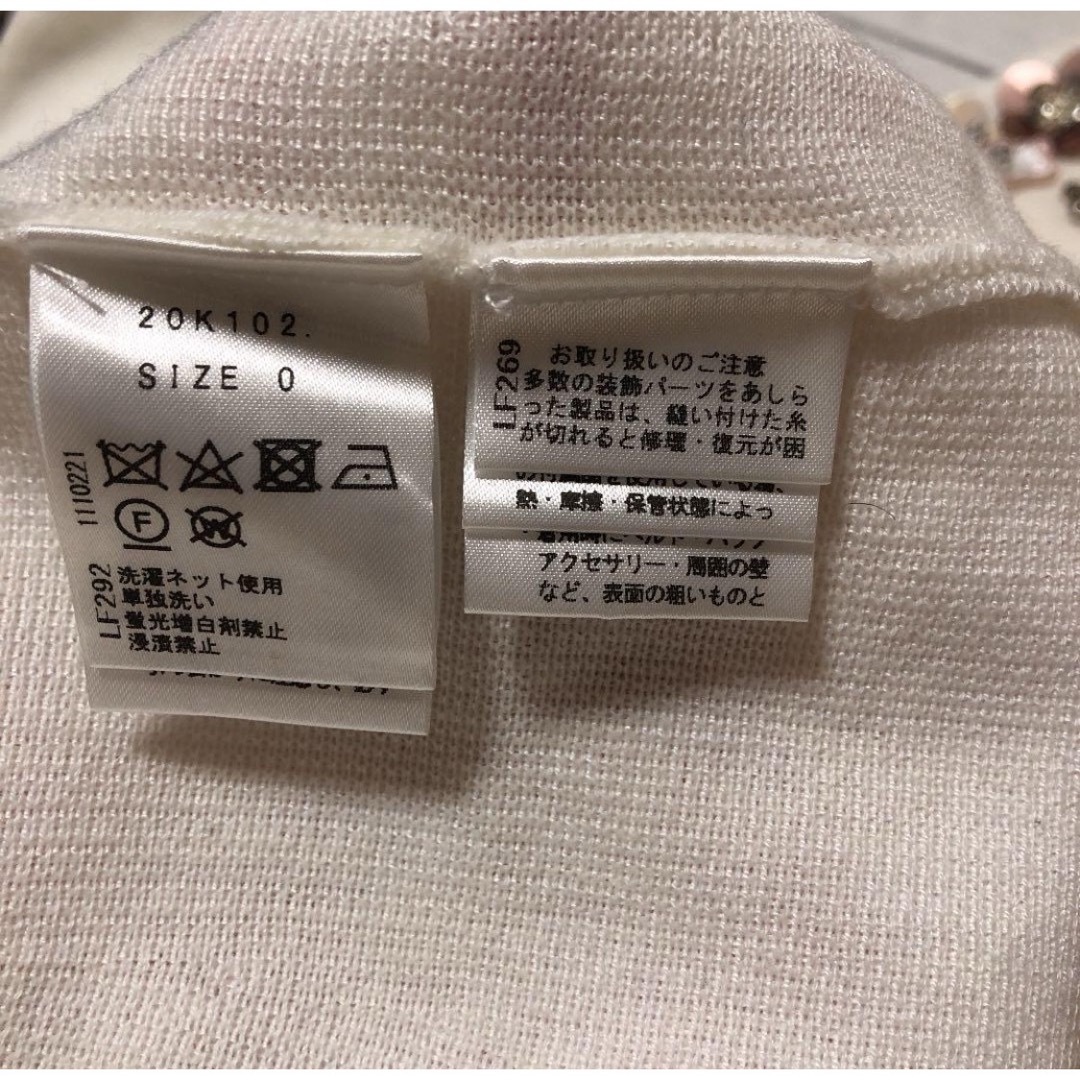 20K102.
SIZE 0
1110221
F
W
LF292
洗濯ネット使用
単独洗い
蛍光増白剤禁止
浸漬禁止
LF269
お取り扱いのご注意
多数の装飾パーツをあしら
った製品は、縫い付けた糸
が切れると修理・復元が困
熱・摩擦・保管状態によっ
アクセサリー・周囲の壁
など、表面の粗いものと